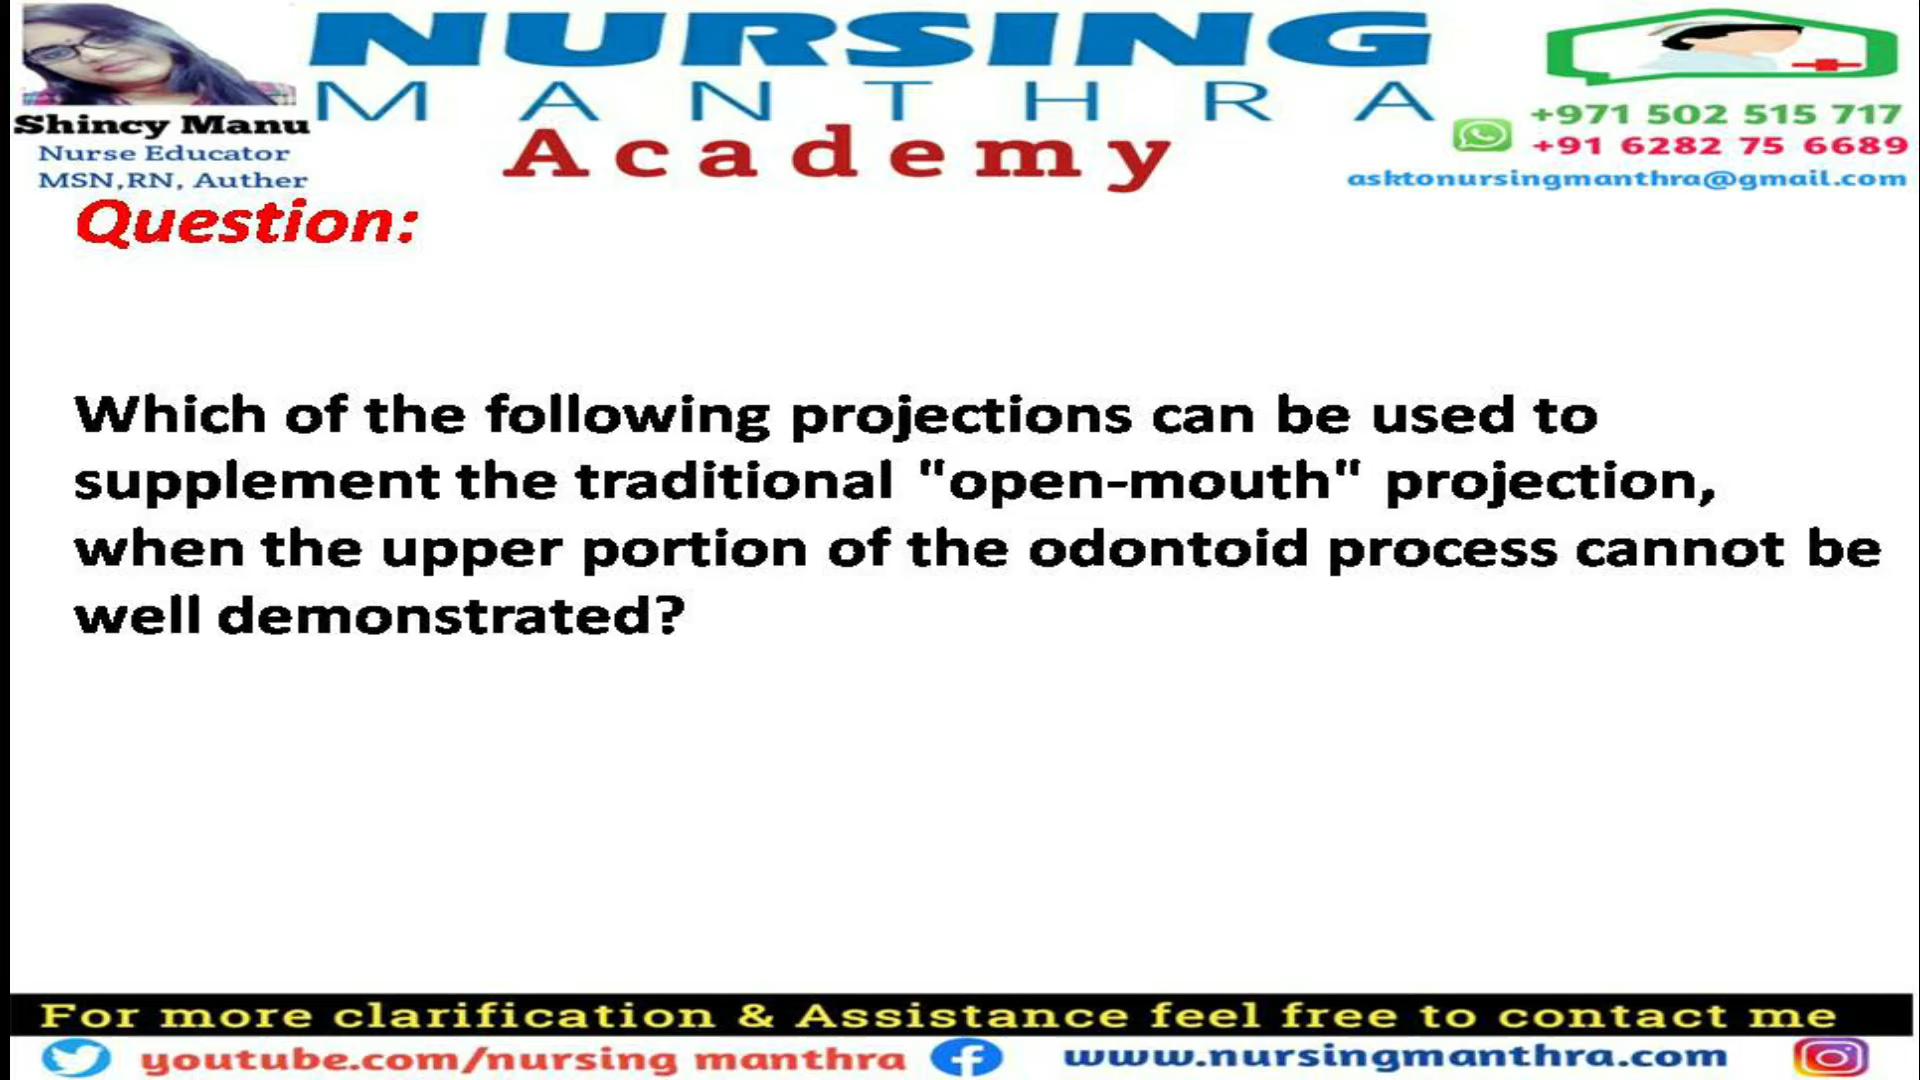 NURSING
MANTHRA
Academy
Shincy Manu
Nurse Educator
MSN,RN, Auther
+971 502 515 717
+91 6282 75 6689
asktonursingmanthra@gmail.com
Question:
Which of the following projections can be used to
supplement the traditional "open-mouth" projection,
when the upper portion of the odontoid process cannot be
well demonstrated?
For more clarification & Assistance feel free to contact me
youtube.com/nursing manthra
www.nursingmanthra.com